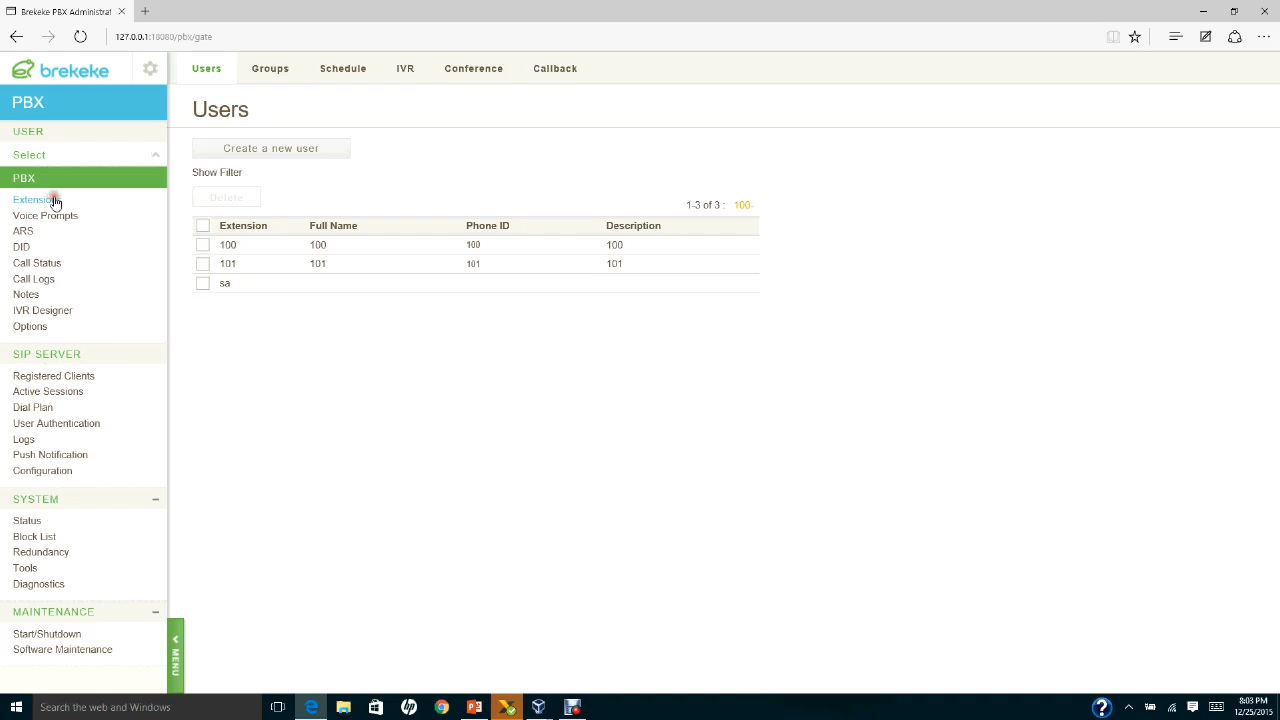 Brekeke PBX Administrat
127.0.0.1:18080/pbx/gate
brekeke
Users Groups Schedule IVR Conference Callback
PBX
Users
USER
Select
PBX
Extension
Voice Prompts
ARS
DID
Call Status
Call Logs
Notes
IVR Designer
Options
SIP SERVER
Registered Clients
Active Sessions
Dial Plan
User Authentication
Logs
Push Notification
Configuration
SYSTEM
Status
Block List
Redundancy
Tools
Diagnostics
MAINTENANCE
Start/Shutdown
Software Maintenance
MENU
Create a new user
Show Filter
Delete
1-3 of 3 : 100-
Extension Full Name Phone ID Description
100 100 100 100
101 101 101 101
sa
Search the web and Windows
8:03 PM
12/25/2015